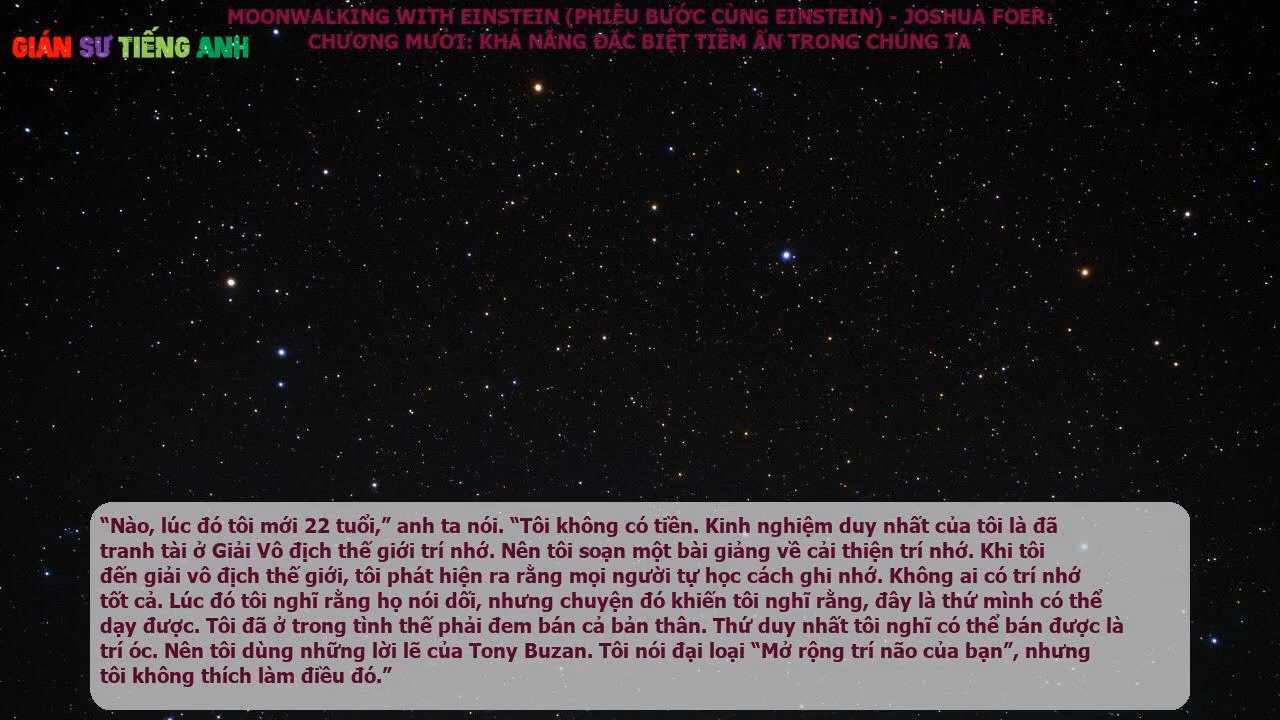 MOONWALKING WITH EINSTEIN (PHIÊU BƯỚC CÙNG EINSTEIN) - JOSHUA FOER:
CHƯƠNG MƯỜI: KHẢ NĂNG ĐẶC BIỆT TIỀM ẨN TRONG CHÚNG TA
GIÁN SƯ TIẾNG ANH
“Nào, lúc đó tôi mới 22 tuổi,” anh ta nói. “Tôi không có tiền. Kinh nghiệm duy nhất của tôi là đã
tranh tài ở Giải Vô địch thế giới trí nhớ. Nên tôi soạn một bài giảng về cải thiện trí nhớ. Khi tôi
đến giải vô địch thế giới, tôi phát hiện ra rằng mọi người tự học cách ghi nhớ. Không ai có trí nhớ
tốt cả. Lúc đó tôi nghĩ rằng họ nói dối, nhưng chuyện đó khiến tôi nghĩ rằng, đây là thứ mình có thể
dạy được. Tôi đã ở trong tình thế phải đem bán cả bản thân. Thứ duy nhất tôi nghĩ có thể bán được là
trí óc. Nên tôi dùng những lời lẽ của Tony Buzan. Tôi nói đại loại “Mở rộng trí não của bạn”, nhưng
tôi không thích làm điều đó.”